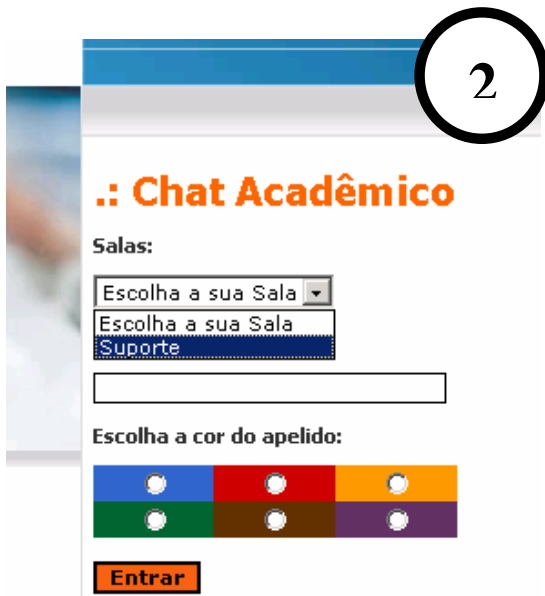 2
.: Chat Acadêmico
Salas:
Escolha a sua Sala
Escolha a sua Sala
Suporte
Escolha a cor do apelido:
Entrar